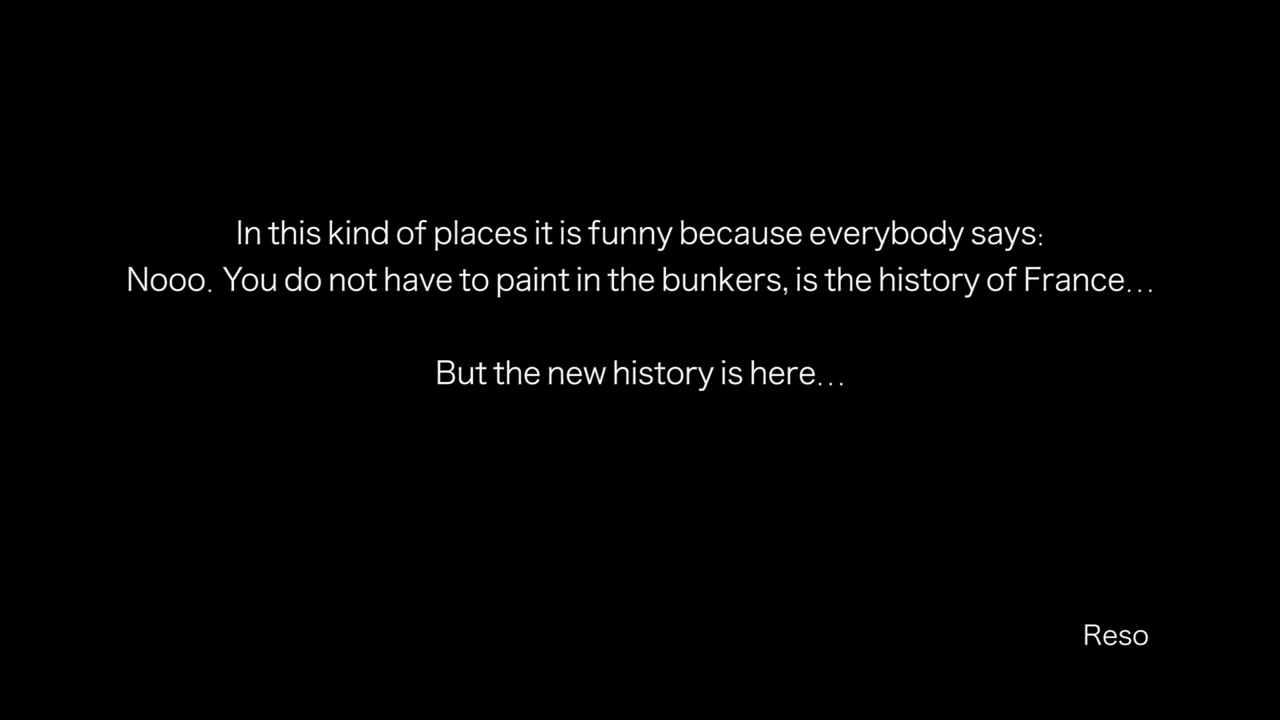 In this kind of places it is funny because everybody says:
Nooo. You do not have to paint in the bunkers, is the history of France...
But the new history is here...
Reso